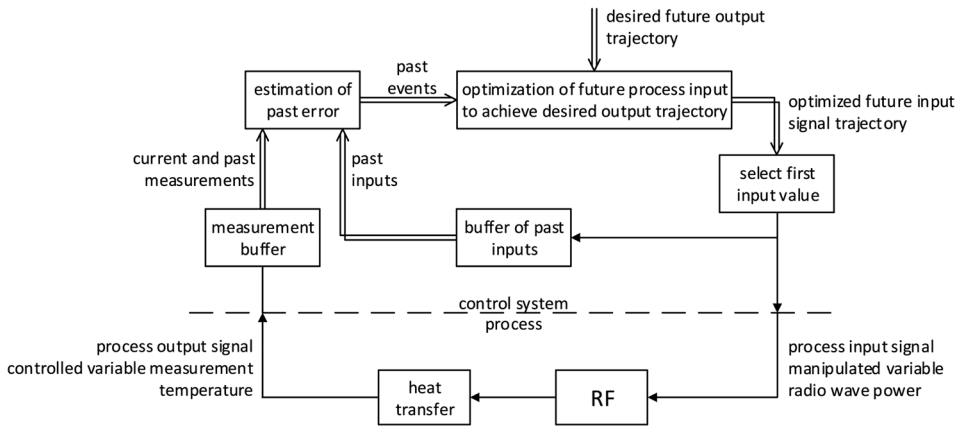 desired future output
trajectory
past
events
estimation of
past error
optimization of future process input
to achieve desired output trajectory
optimized future input
signal trajectory
current and past
measurements
past
inputs
select first
input value
measurement
buffer
buffer of past
inputs
control system
process
process output signal
controlled variable measurement
temperature
heat
transfer
RF
process input signal
manipulated variable
radio wave power